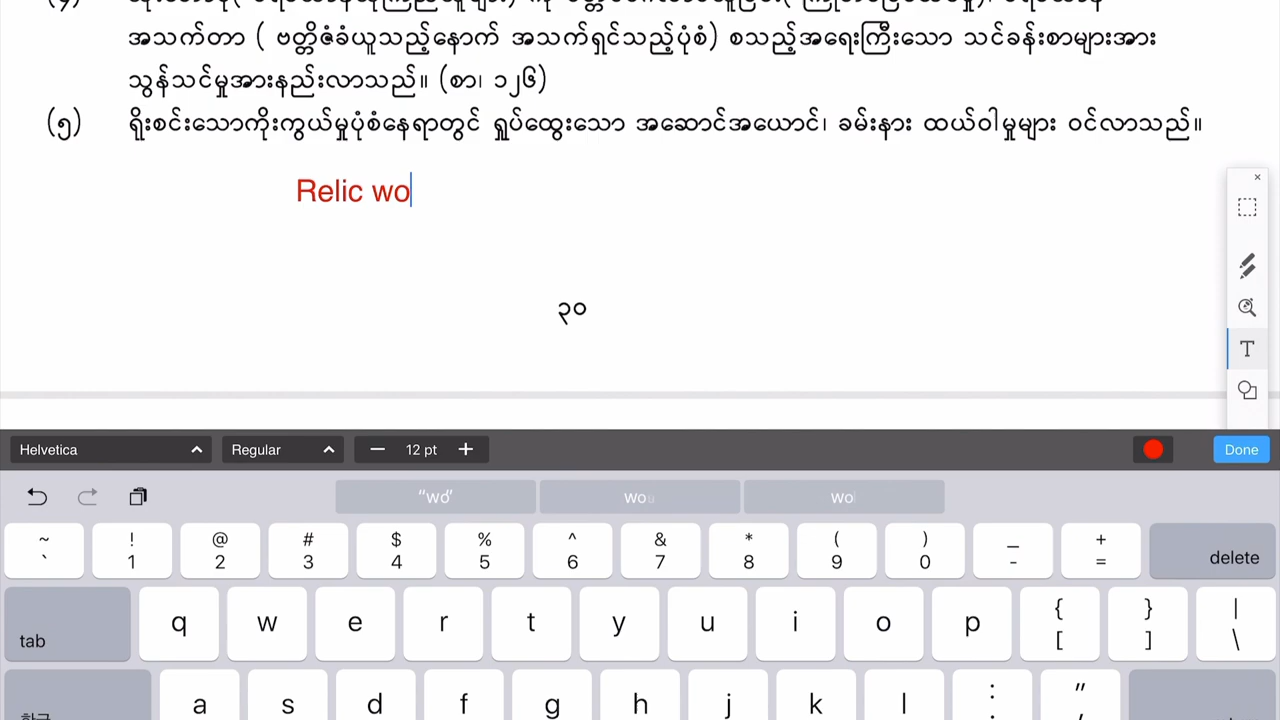 အသက်တာ ( ဗတ္တိဇံခံယူသည့်နောက် အသက်ရှင်သည့်ပုံစံ) စသည့်အရေးကြီးသော သင်ခန်းစာများအား
သွန်သင်မှုအားနည်းလာသည်။ (စာ၊ ၁၂၆)
(၅) ရိုးစင်းသောကိုးကွယ်မှုပုံစံနေရာတွင် ရှုပ်ထွေးသော အဆောင်အယောင်၊ ခမ်းနား ထယ်ဝါမှုများ ဝင်လာသည်။
Relic wo
၃၀
Helvetica Regular 12 pt Done
"wo" wou wo
~ ! @ # $ % ^ & * ( ) _ +
` 1 2 3 4 5 6 7 8 9 0 - = delete
tab q w e r t y u i o p { [ } ] | \
a s d f g h j k l : "